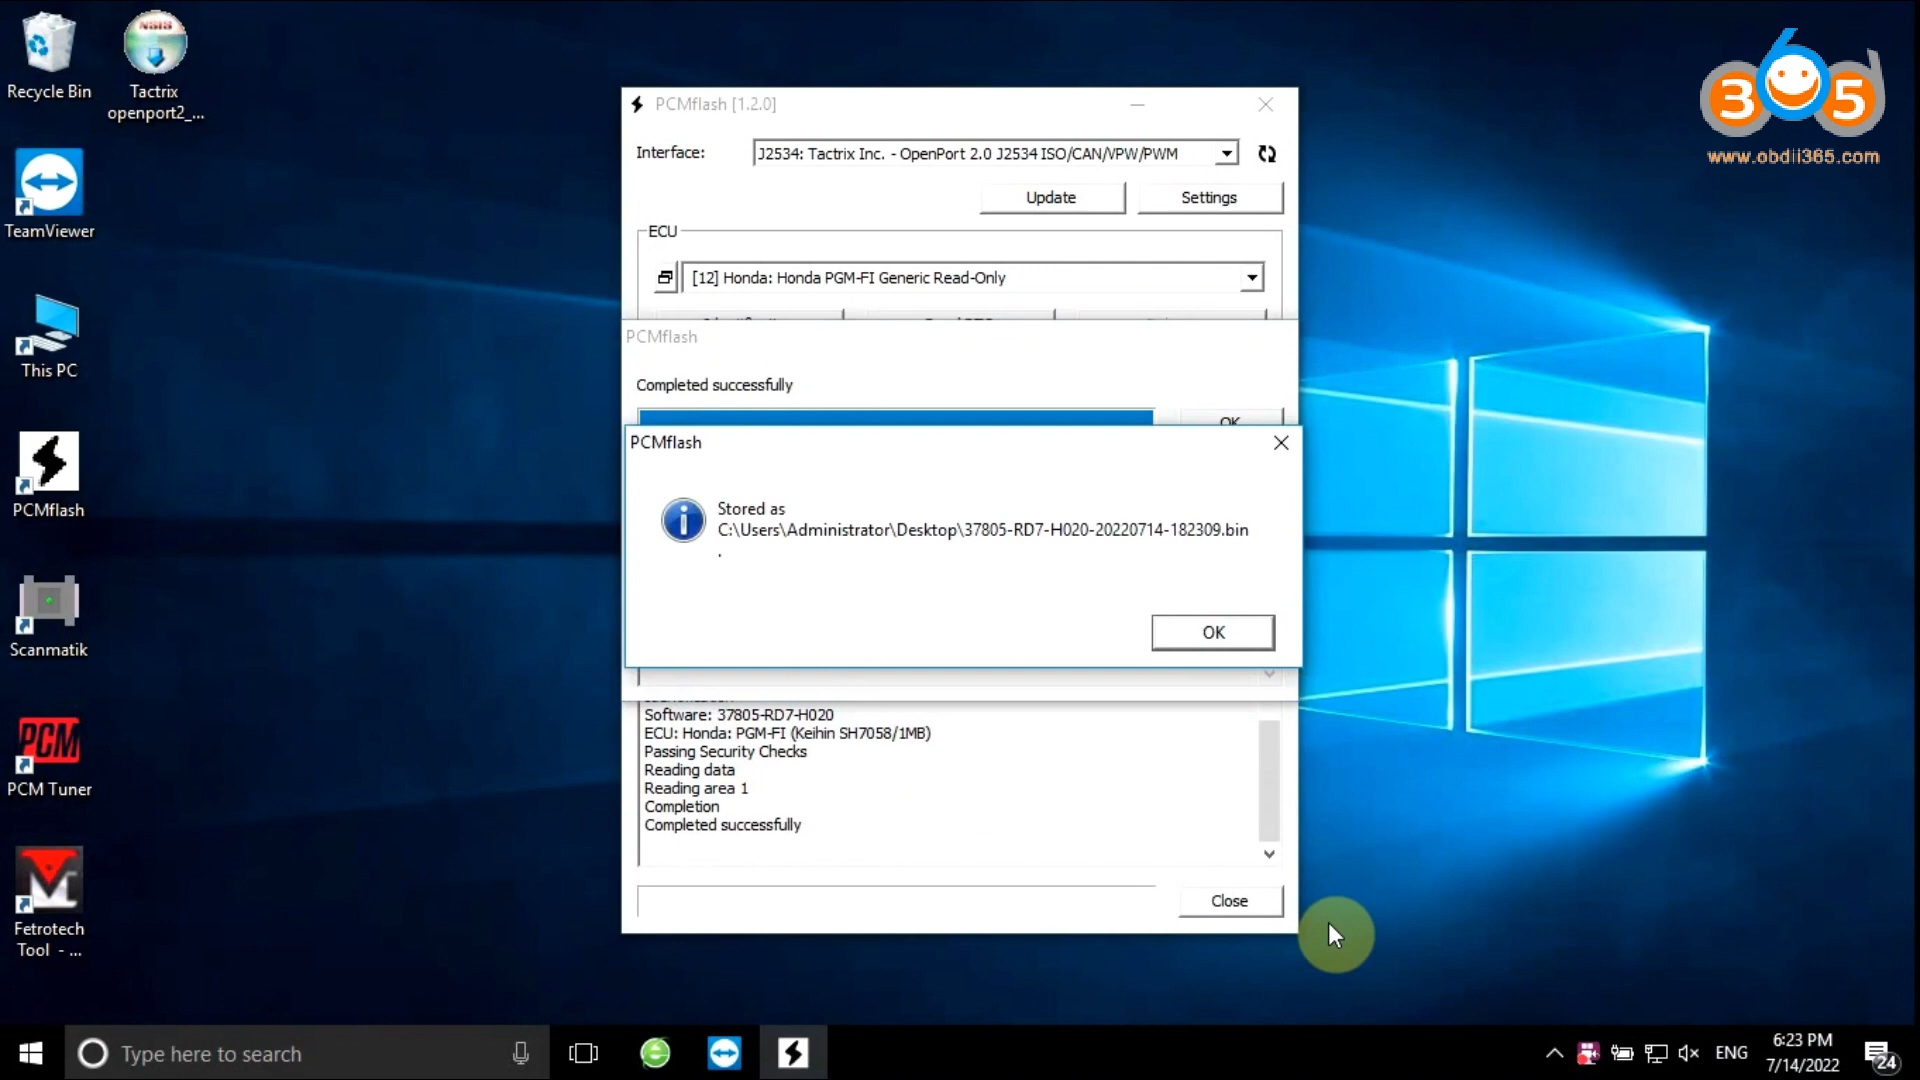 Recycle Bin
NSIS
Tactrix
openport2_...
TeamViewer
This PC
PCMflash
Scanmatik
PCM
PCM Tuner
Fetrotech
Tool - ...
365
www.obdii365.com
PCMflash [1.2.0]
Interface:
J2534: Tactrix Inc. - OpenPort 2.0 J2534 ISO/CAN/VPW/PWM
Update
Settings
ECU
[12] Honda: Honda PGM-FI Generic Read-Only
PCMflash
Completed successfully
OK
PCMflash
Stored as
C:\Users\Administrator\Desktop\37805-RD7-H020-20220714-182309.bin
.
OK
Software: 37805-RD7-H020
ECU: Honda: PGM-FI (Keihin SH7058/1MB)
Passing Security Checks
Reading data
Reading area 1
Completion
Completed successfully
Close
Type here to search
ENG
6:23 PM
7/14/2022
24